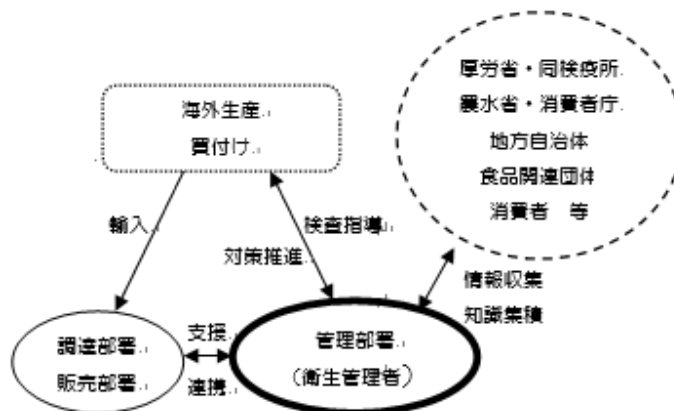 厚労省・同検疫所
農水省・消費者庁
地方自治体
食品関連団体
消費者　等
海外生産
買付け
輸入
検査指導
対策推進
情報収集
知識集積
調達部署
販売部署
支援
連携
管理部署
（衛生管理者）